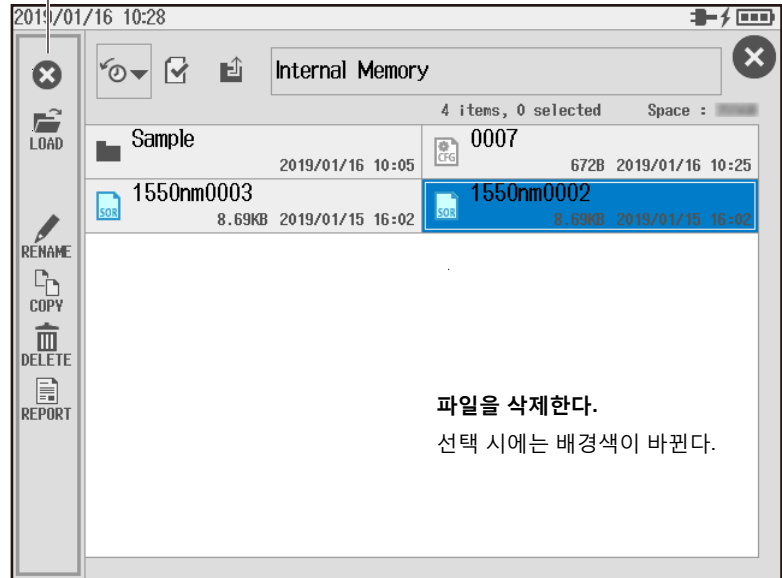 2019/01/16 10:28
Internal Memory
4 items, 0 selected Space :
LOAD
RENAME
COPY
DELETE
REPORT
Sample
2019/01/16 10:05
CFG
0007
672B 2019/01/16 10:25
SOR
1550nm0003
8.69KB 2019/01/15 16:02
SOR
1550nm0002
8.69KB 2019/01/15 16:02
파일을 삭제한다.
선택 시에는 배경색이 바뀐다.